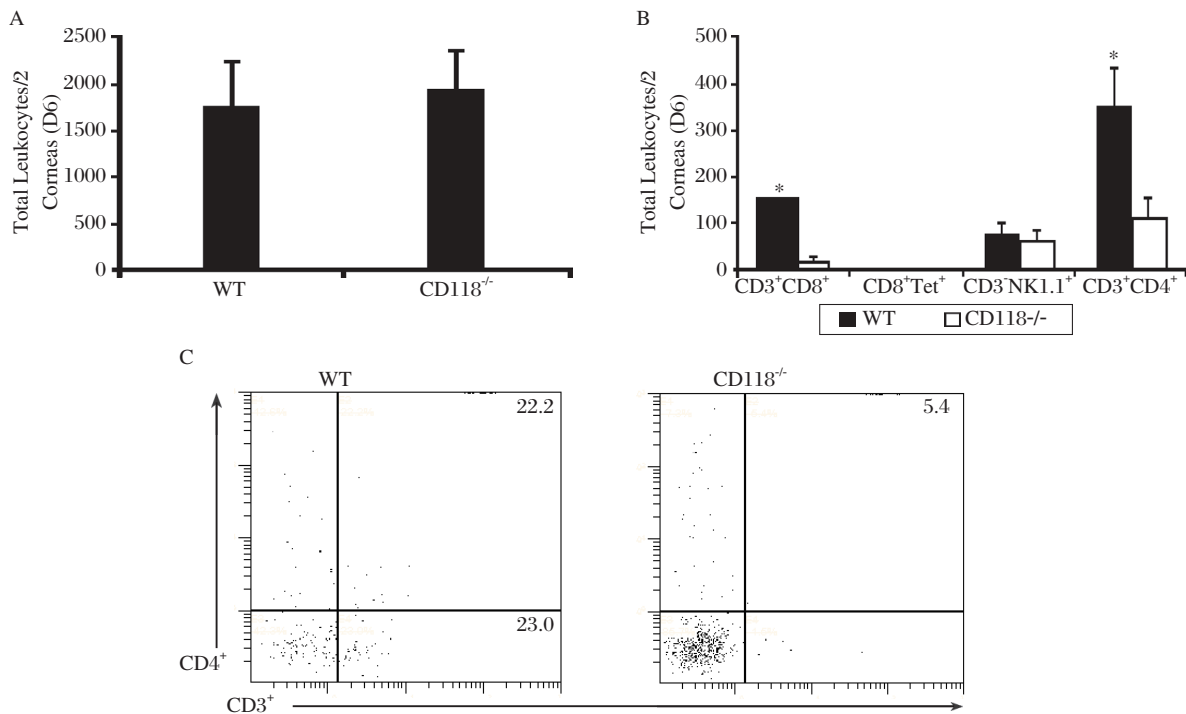 A
Total Leukocytes/2
Corneas (D6)
2500
2000
1500
1000
500
0
WT
CD118-/-
B
Total Leukocytes/2
Corneas (D6)
500
400
300
200
100
0
*
*
CD3+CD8+
CD8+Tet+
CD3-NK1.1+
CD3+CD4+
WT
CD118-/-
C
WT
22.2
23.0
CD118-/-
5.4
CD4+
CD3+